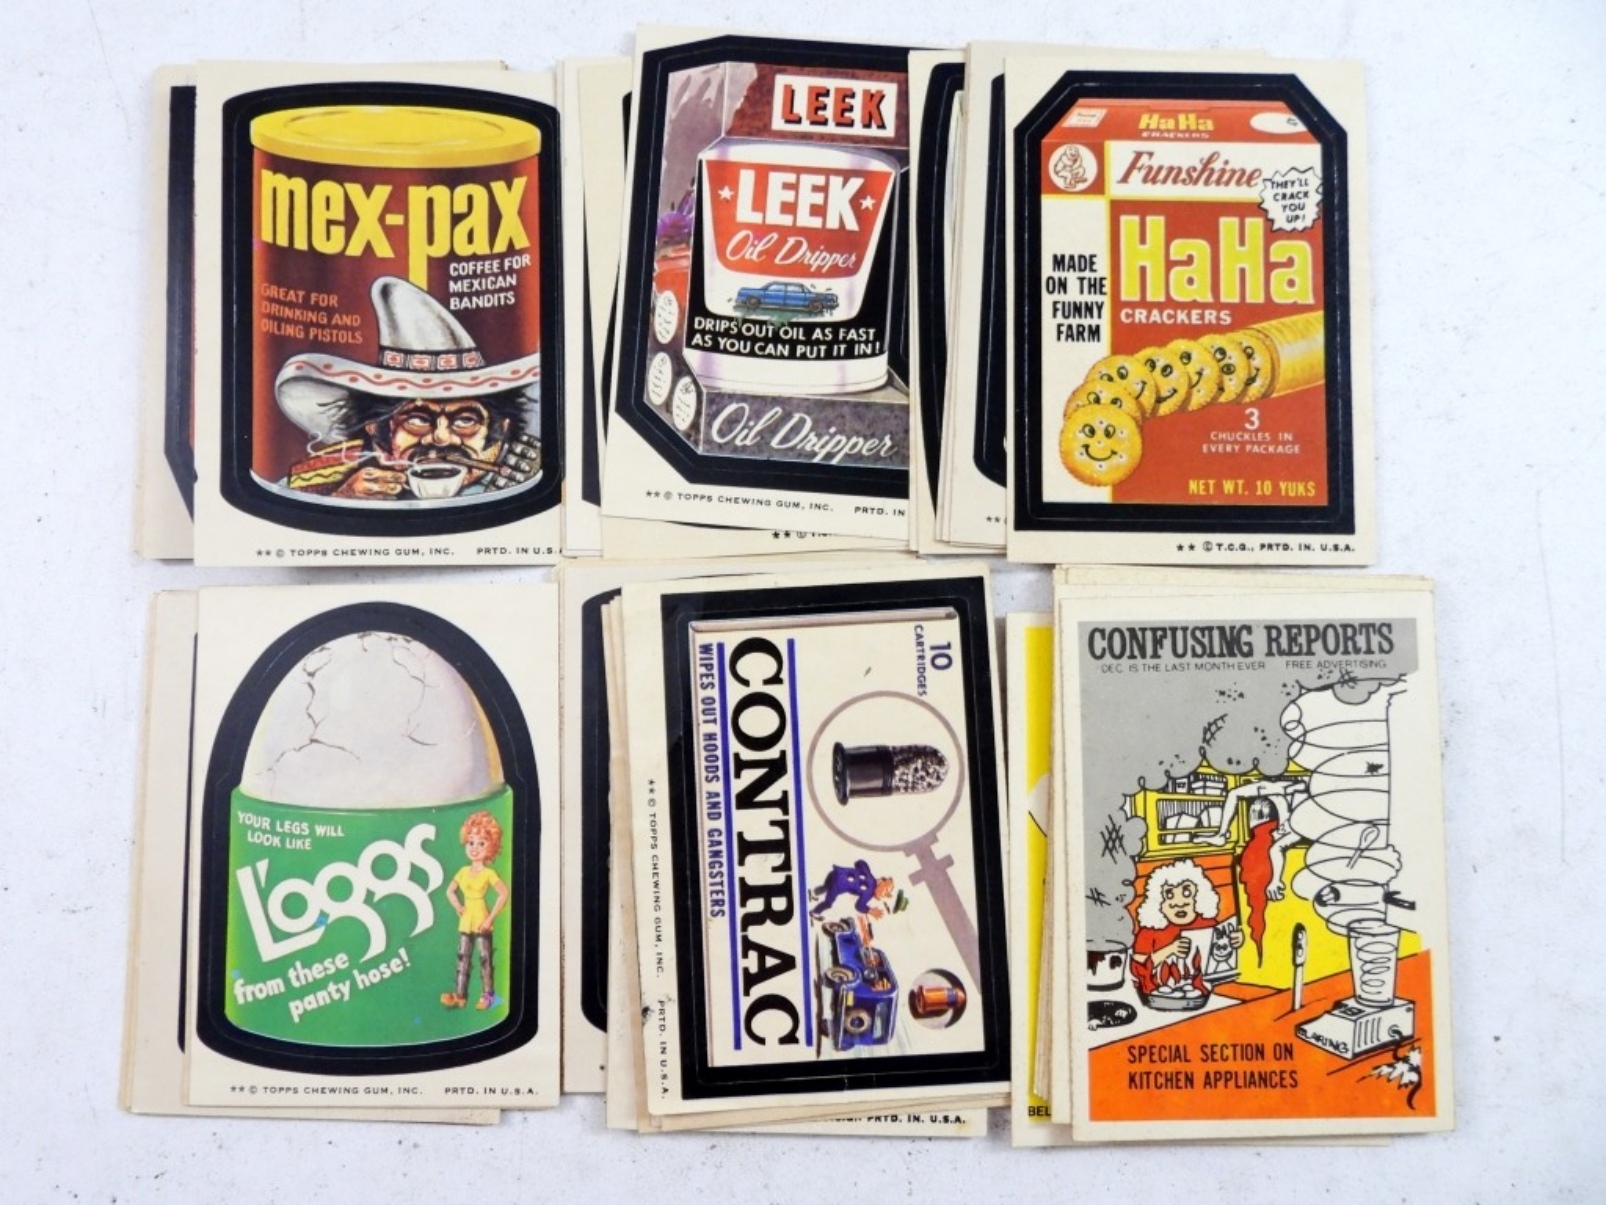 mex-pax
COFFEE FOR
MEXICAN
BANDITS
GREAT FOR
DRINKING AND
OILING PISTOLS
** © TOPPS CHEWING GUM, INC. PRTD. IN U.S.A
LEEK
LEEK
Oil Dripper
DRIPS OUT OIL AS FAST
AS YOU CAN PUT IT IN!
Oil Dripper
** © TOPPS CHEWING GUM, INC. PRTD. IN
** ©
** ©
HaHa
CRACKERS
Funshine
THEY'LL
CRACK
YOU
UP!
HaHa
CRACKERS
MADE
ON THE
FUNNY
FARM
3
CHUCKLES IN
EVERY PACKAGE
NET WT. 10 YUKS
** © T.C.G., PRTD. IN. U.S.A.
YOUR LEGS WILL
LOOK LIKE
L'oggs
from these
panty hose!
** © TOPPS CHEWING GUM, INC. PRTD. IN U.S.A.
10
CARTRIDGES
CONTRAC
WIPES OUT HOODS AND GANGSTERS
** © TOPPS CHEWING GUM, INC. PRTD. IN U.S.A.
PRTD. IN. U.S.A.
BEL
CONFUSING REPORTS
DEC. IS THE LAST MONTH EVER FREE ADVERTISING
SPECIAL SECTION ON
KITCHEN APPLIANCES